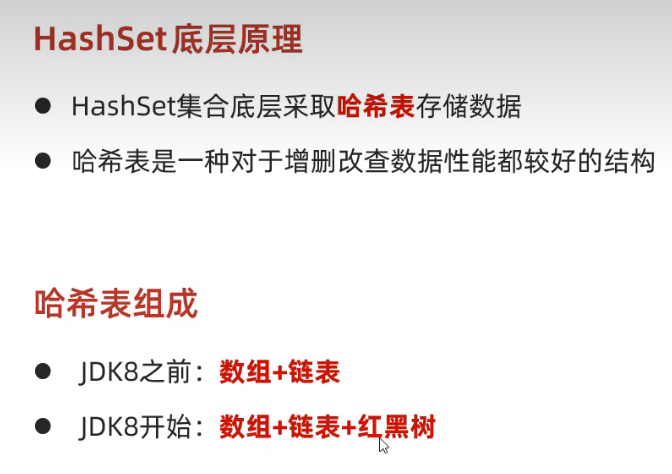 HashSet底层原理
● HashSet集合底层采取哈希表存储数据
● 哈希表是一种对于增删改查数据性能都较好的结构
哈希表组成
● JDK8之前：数组+链表
● JDK8开始：数组+链表+红黑树